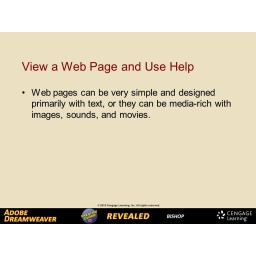 View a Web Page and Use Help
• Web pages can be very simple and designed
primarily with text, or they can be media-rich with
images, sounds, and movies.
© 2010 Cengage Learning, Inc. All rights reserved.
ADOBE
DREAMWEAVER
REVEALED
BISHOP
CENGAGE
Learning